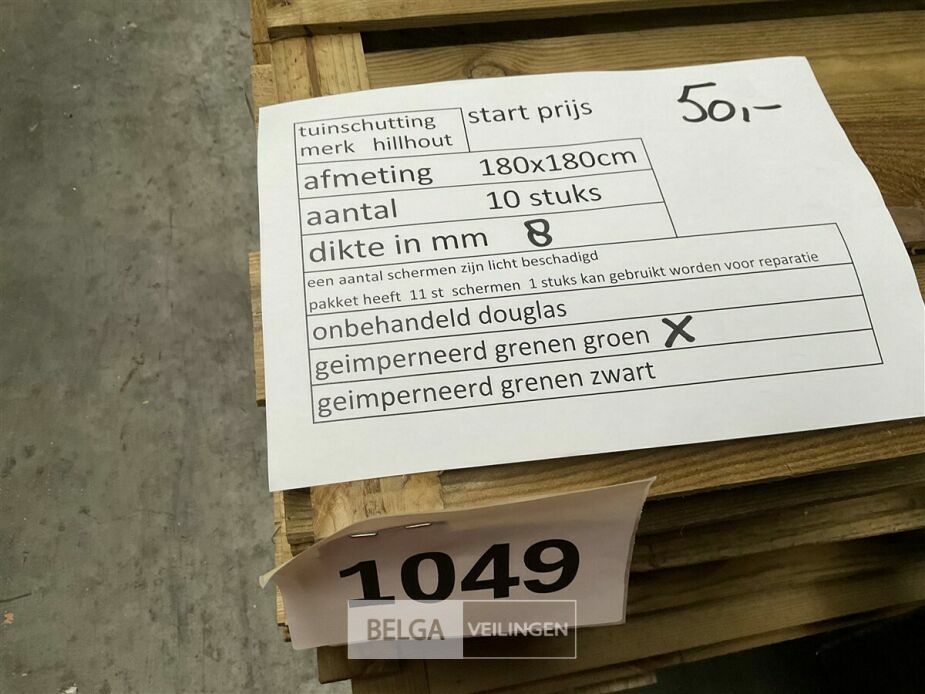 tuinschutting
merk hillhout
start prijs 50,-
afmeting 180x180cm
aantal 10 stuks
dikte in mm 8
een aantal schermen zijn licht beschadigd
pakket heeft 11 st schermen 1 stuks kan gebruikt worden voor reparatie
onbehandeld douglas
geimperneerd grenen groen X
geimperneerd grenen zwart
1049
BELGA VEILINGEN